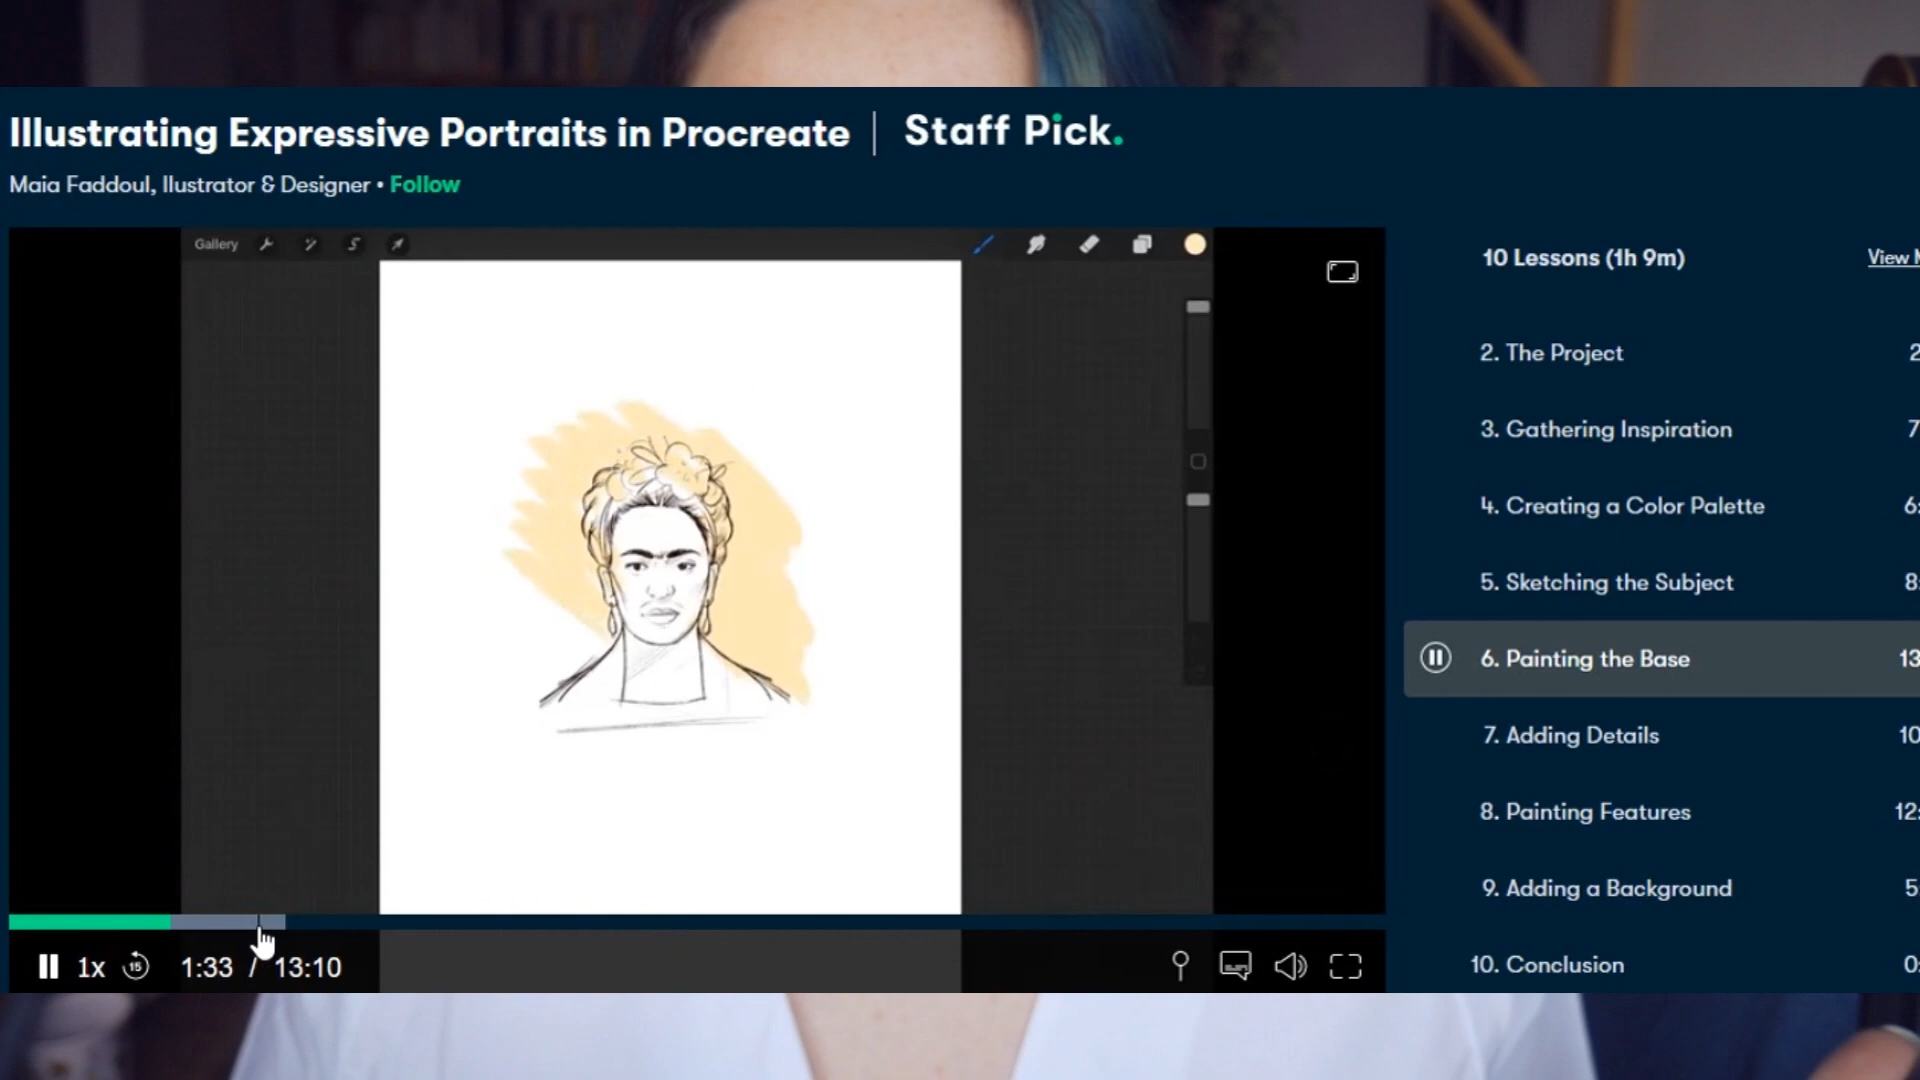 Illustrating Expressive Portraits in Procreate | Staff Pick.
Maia Faddoul, Ilustrator & Designer • Follow
Gallery
10 Lessons (1h 9m)
View
2. The Project
3. Gathering Inspiration
4. Creating a Color Palette
5. Sketching the Subject
6. Painting the Base
7. Adding Details
8. Painting Features
9. Adding a Background
10. Conclusion
1x
15
1:33 / 13:10